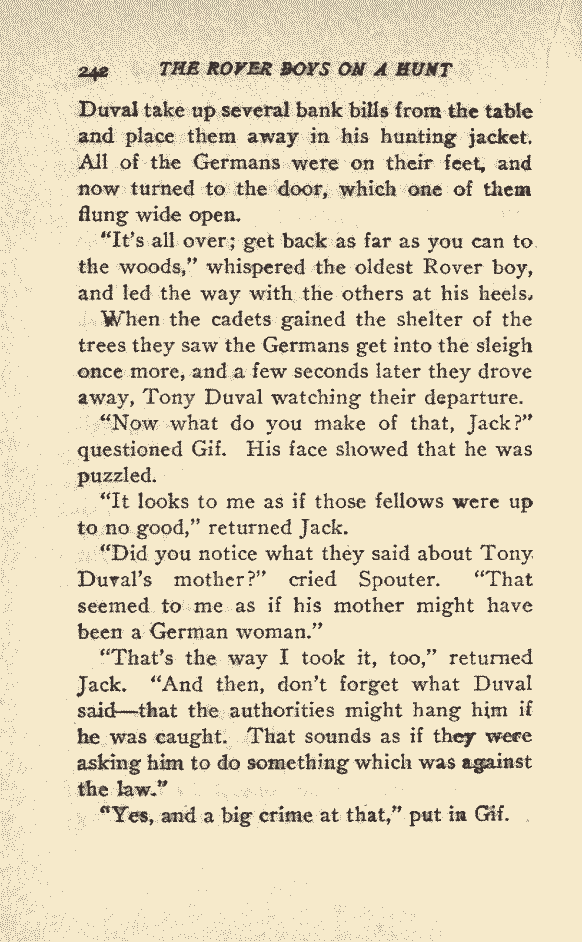 242 THE ROVER BOYS ON A HUNT
Duval take up several bank bills from the table
and place them away in his hunting jacket.
All of the Germans were on their feet, and
now turned to the door, which one of them
flung wide open.
"It's all over; get back as far as you can to
the woods," whispered the oldest Rover boy,
and led the way with the others at his heels.
When the cadets gained the shelter of the
trees they saw the Germans get into the sleigh
once more, and a few seconds later they drove
away, Tony Duval watching their departure.
"Now what do you make of that, Jack?"
questioned Gif. His face showed that he was
puzzled.
"It looks to me as if those fellows were up
to no good," returned Jack.
"Did you notice what they said about Tony
Duval's mother?" cried Spouter. "That
seemed to me as if his mother might have
been a German woman."
"That's the way I took it, too," returned
Jack. "And then, don't forget what Duval
said—that the authorities might hang him if
he was caught. That sounds as if they were
asking him to do something which was against
the law."
"Yes, and a big crime at that," put in Gif.